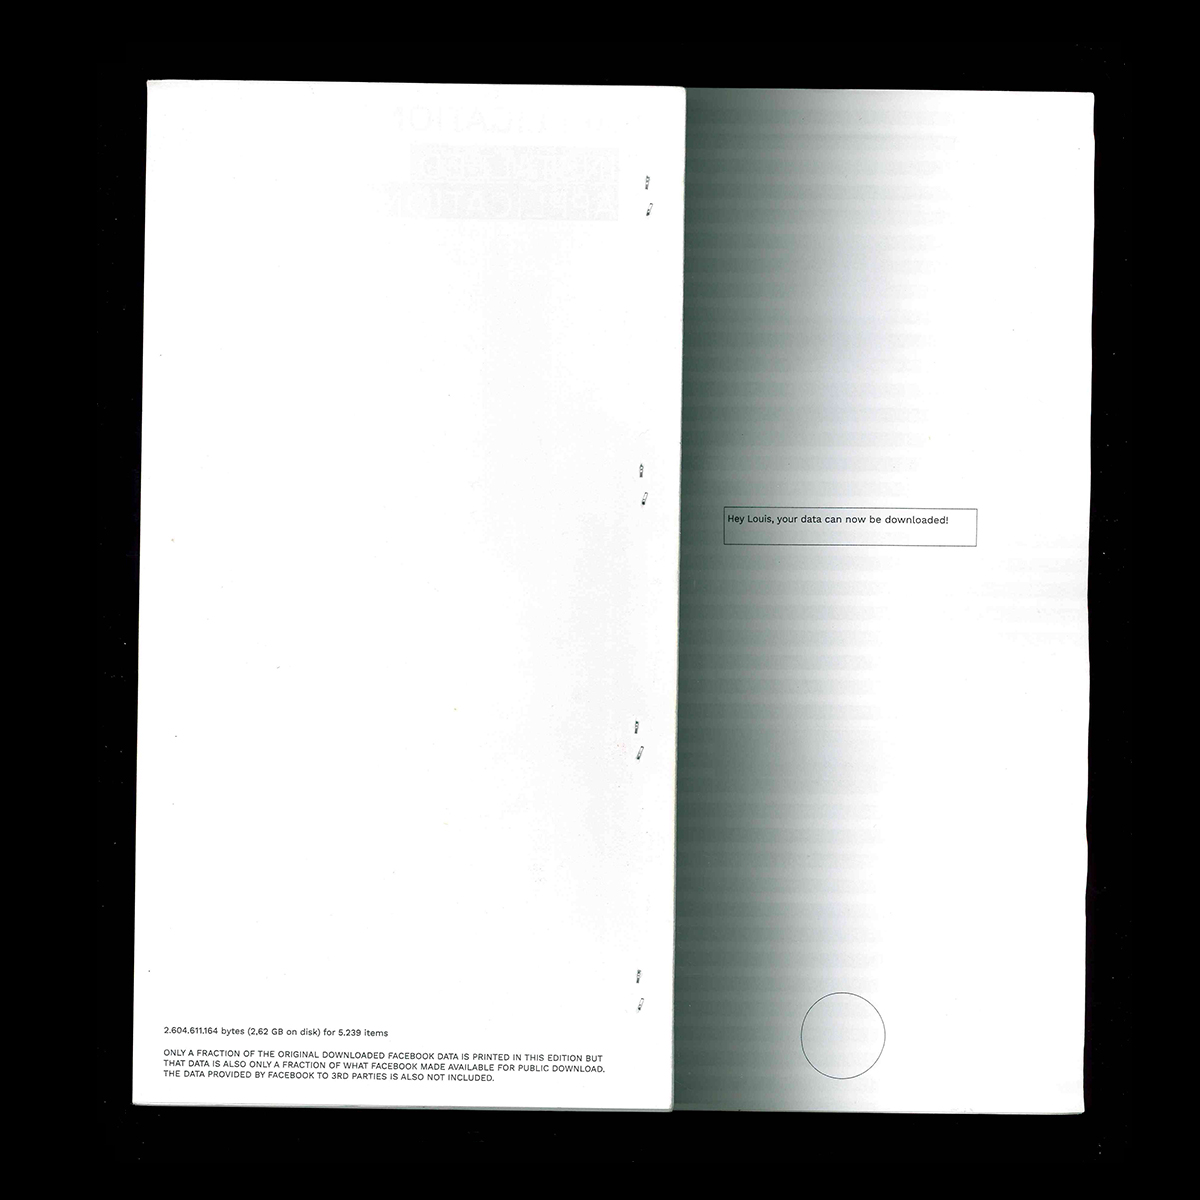 2.604.611.164 bytes (2,62 GB on disk) for 5.239 items
ONLY A FRACTION OF THE ORIGINAL DOWNLOADED FACEBOOK DATA IS PRINTED IN THIS EDITION BUT
THAT DATA IS ALSO ONLY A FRACTION OF WHAT FACEBOOK MADE AVAILABLE FOR PUBLIC DOWNLOAD.
THE DATA PROVIDED BY FACEBOOK TO 3RD PARTIES IS ALSO NOT INCLUDED.
Hey Louis, your data can now be downloaded!